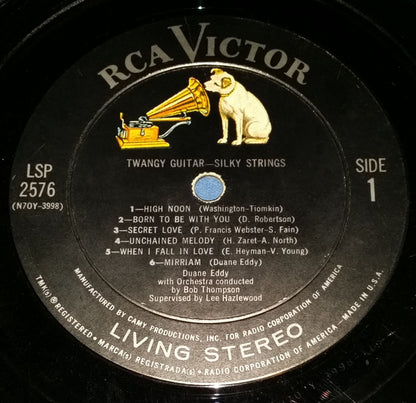 RCA VICTOR
TWANGY GUITAR—SILKY STRINGS
LSP
2576
(N7OY-3998)
SIDE
1
1—HIGH NOON (Washington-Tiomkin)
2—BORN TO BE WITH YOU (D. Robertson)
3—SECRET LOVE (P. Francis Webster-S. Fain)
4—UNCHAINED MELODY (H. Zaret-A. North)
5—WHEN I FALL IN LOVE (E. Heyman-V. Young)
6—MIRRIAM (Duane Eddy)
Duane Eddy
with Orchestra conducted
by Bob Thompson
Supervised by Lee Hazlewood
TMK(s) ® REGISTERED • MANUFACTURED BY CAMY PRODUCTIONS, INC. FOR RADIO CORPORATION OF AMERICA — MADE IN U.S.A.
LIVING STEREO
MARCA(s) REGISTRADA(s) • RADIO CORPORATION OF AMERICA